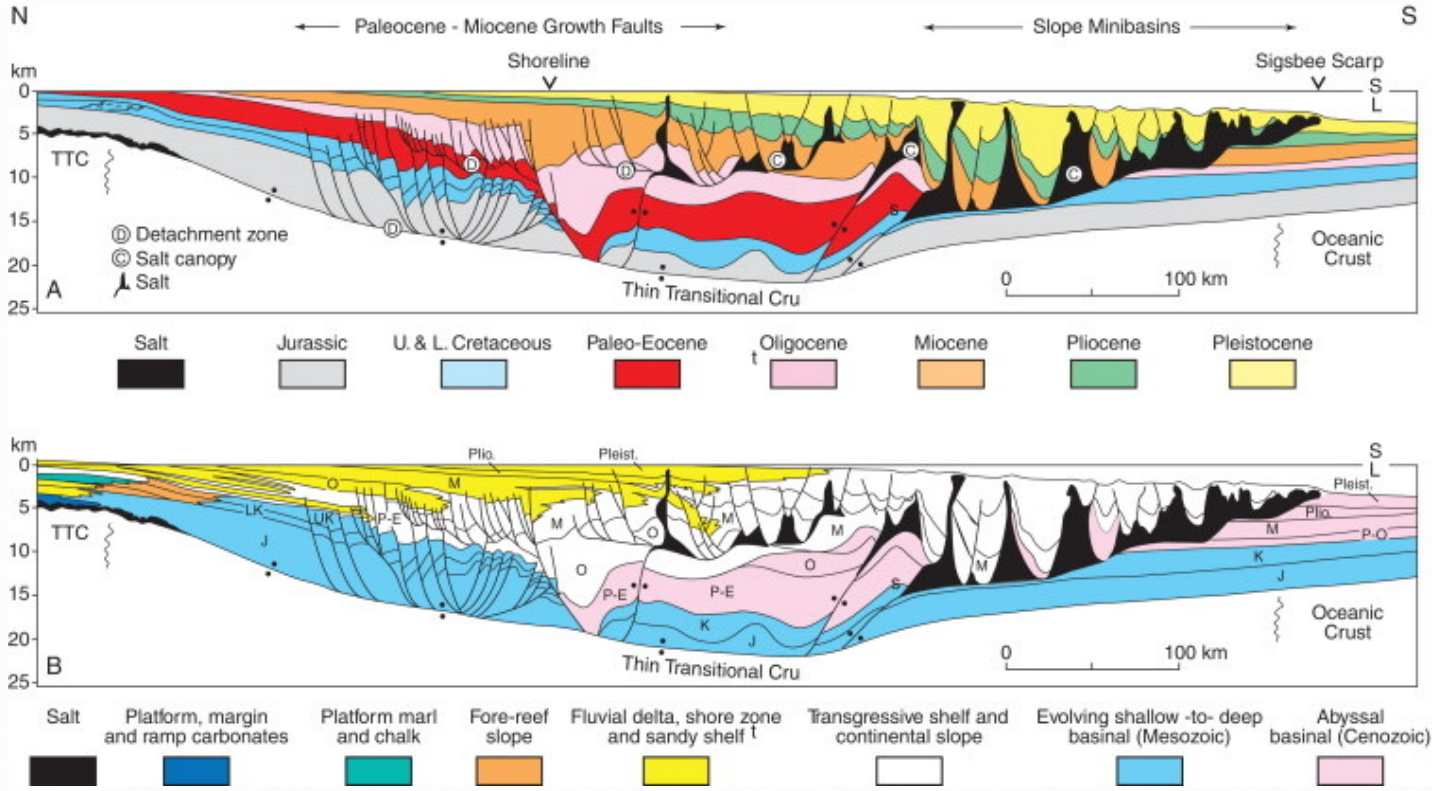 N
Paleocene - Miocene Growth Faults
Slope Minibasins
S
Shoreline
Sigsbee Scarp
km
0
5
10
15
20
25
S
L
TTC
D
D
D
C
C
C
S
D Detachment zone
C Salt canopy
Salt
A
Thin Transitional Cru
0 100 km
Oceanic
Crust
Salt
Jurassic
U. & L. Cretaceous
Paleo-Eocene
Oligocene
t
Miocene
Pliocene
Pleistocene
km
0
5
10
15
20
25
Plio.
Pleist.
S
L
Pleist.
Plio.
M
P-O
K
J
TTC
O
M
LK
UK
P-E
J
M
O
M
M
O
O
P-E
P-E
K
J
S
M
B
Thin Transitional Cru
0 100 km
Oceanic
Crust
Salt
Platform, margin
and ramp carbonates
Platform marl
and chalk
Fore-reef
slope
Fluvial delta, shore zone
and sandy shelf t
Transgressive shelf and
continental slope
Evolving shallow -to- deep
basinal (Mesozoic)
Abyssal
basinal (Cenozoic)